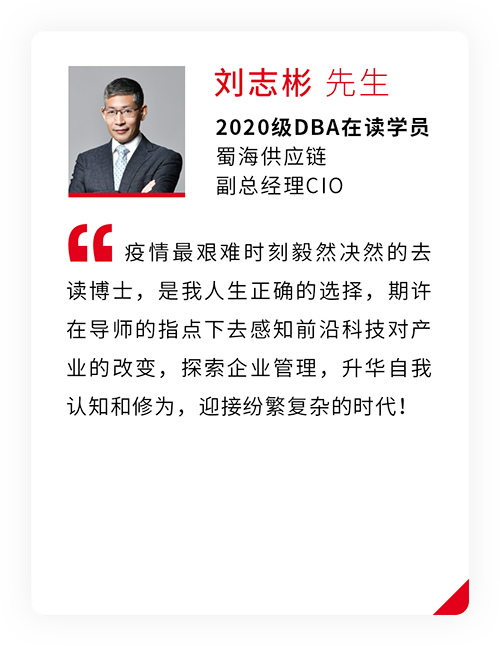 刘志彬 先生
2020级DBA在读学员
蜀海供应链
副总经理CIO
疫情最艰难时刻毅然决然的去
读博士，是我人生正确的选择，期许
在导师的指点下去感知前沿科技对产
业的改变，探索企业管理，升华自我
认知和修为，迎接纷繁复杂的时代！